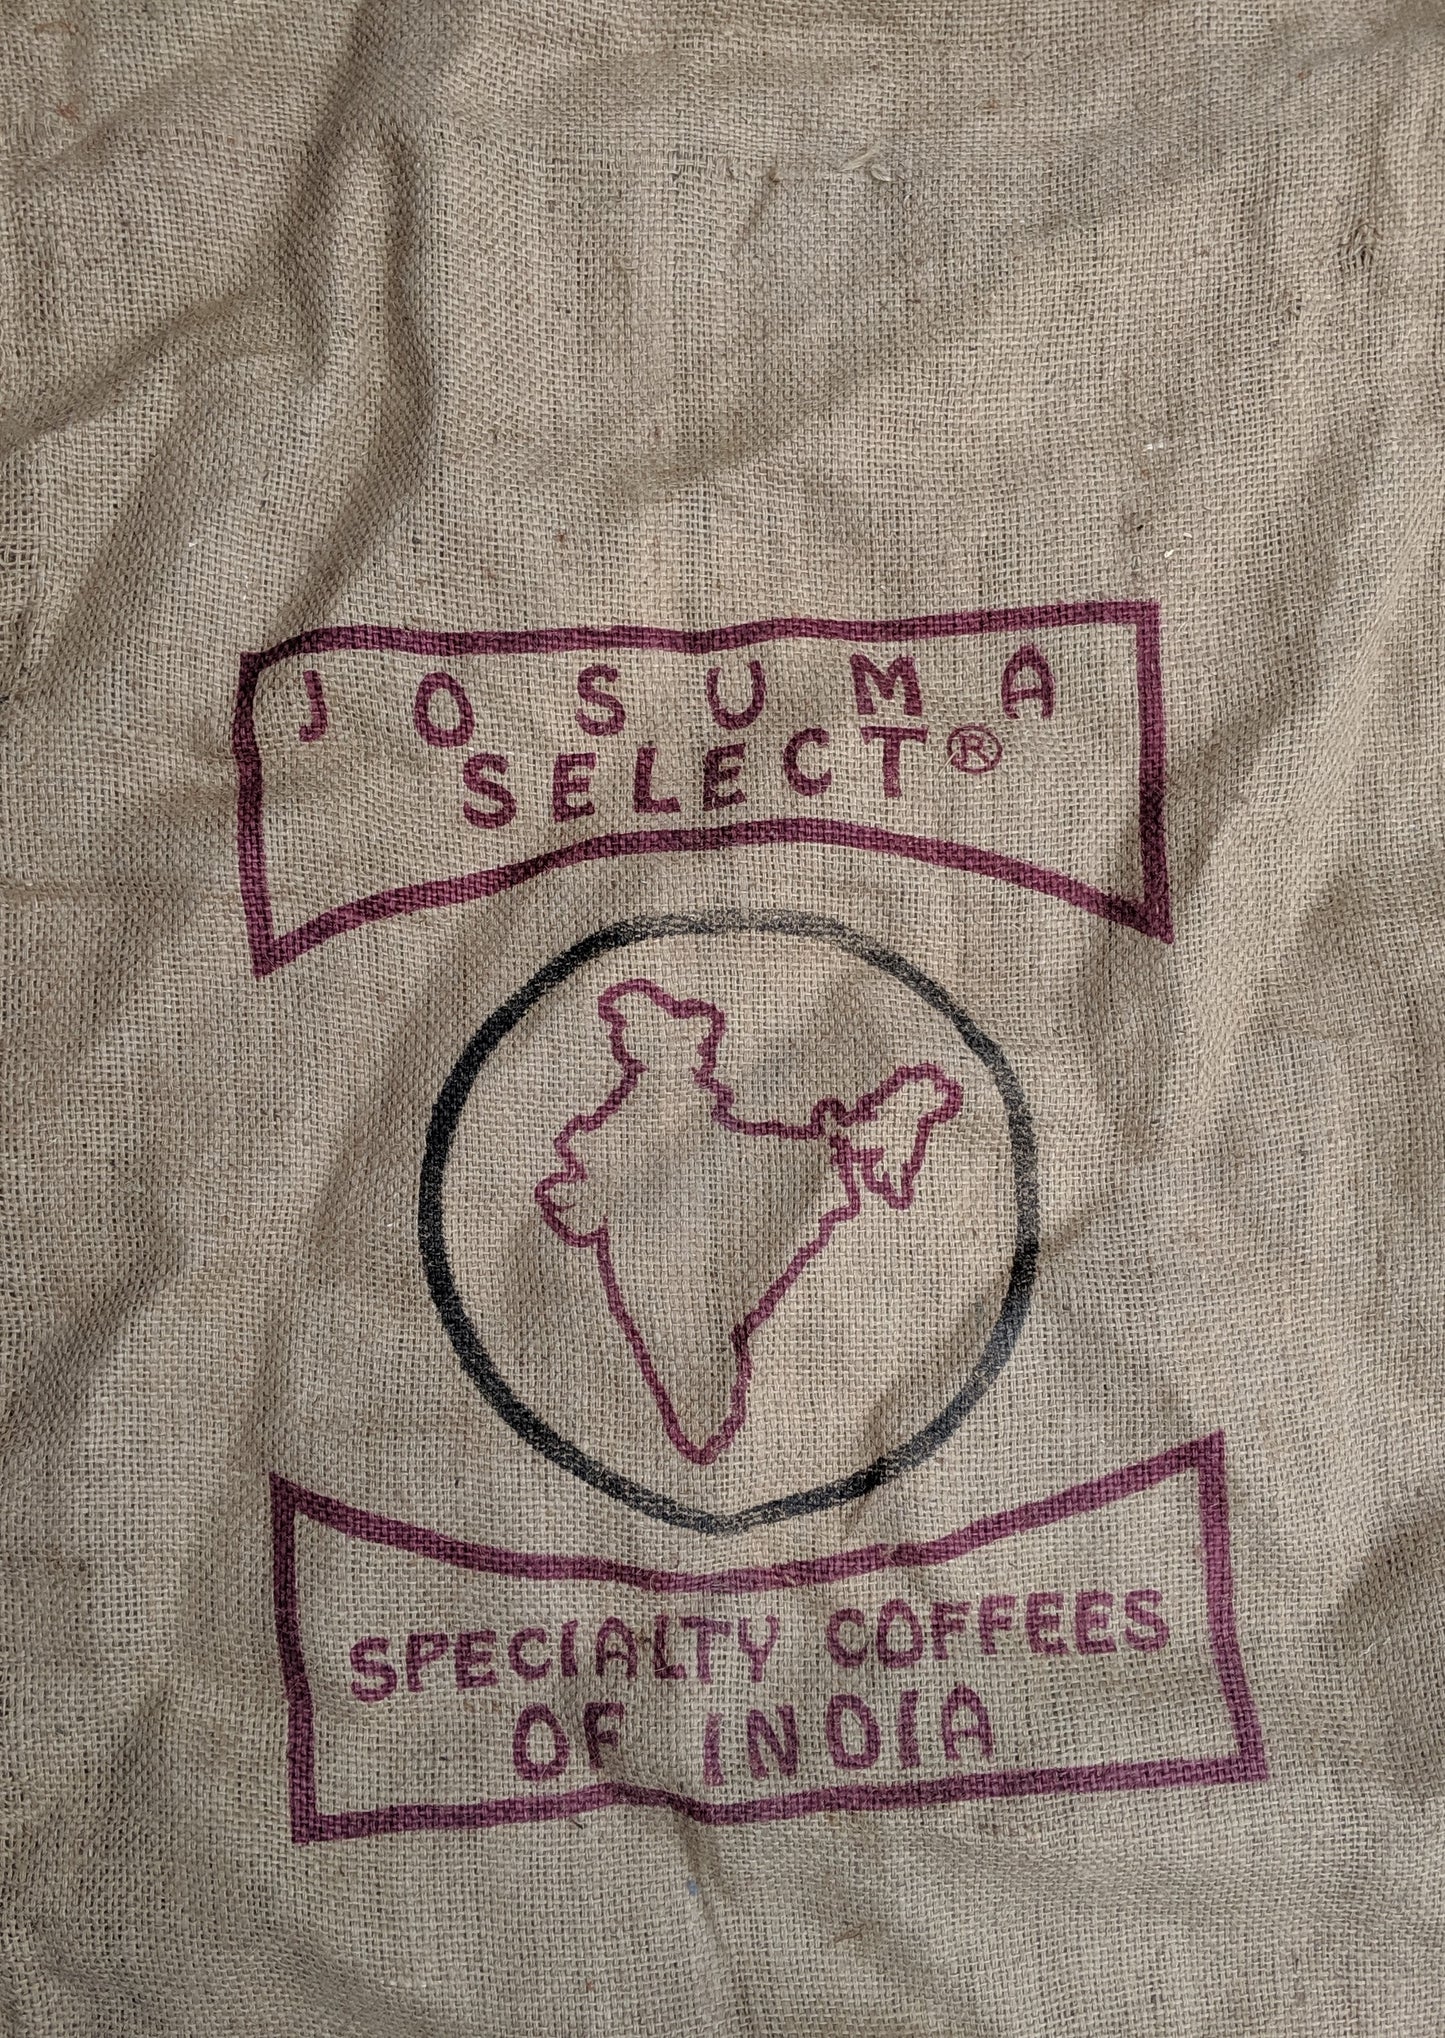 JOSUMA
SELECT®
SPECIALTY COFFEES
OF INDIA